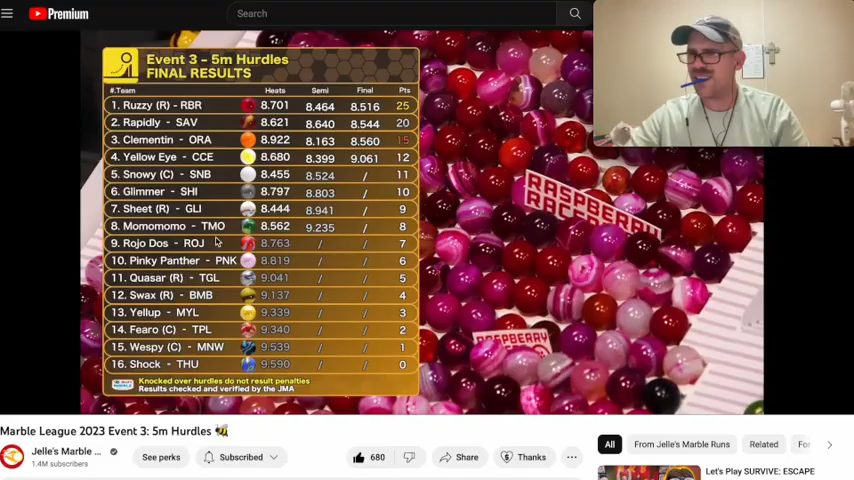 Premium
Search
Event 3 - 5m Hurdles
FINAL RESULTS
#.Team Heats Semi Final Pts
1. Ruzzy (R) - RBR 8.701 8.464 8.516 25
2. Rapidly - SAV 8.621 8.640 8.544 20
3. Clementin - ORA 8.922 8.163 8.560 15
4. Yellow Eye - CCE 8.680 8.399 9.061 12
5. Snowy (C) - SNB 8.455 8.524 / 11
6. Glimmer - SHI 8.797 8.803 / 10
7. Sheet (R) - GLI 8.444 8.941 / 9
8. Momomomo - TMO 8.562 9.235 / 8
9. Rojo Dos - ROJ 8.763 / / 7
10. Pinky Panther - PNK 8.819 / / 6
11. Quasar (R) - TGL 9.041 / / 5
12. Swax (R) - BMB 9.137 / / 4
13. Yellup - MYL 9.339 / / 3
14. Fearo (C) - TPL 9.340 / / 2
15. Wespy (C) - MNW 9.539 / / 1
16. Shock - THU 9.590 / / 0
Knocked over hurdles do not result penalties
Results checked and verified by the JMA
RASPBERRY
RACERS
RASPBERRY
Marble League 2023 Event 3: 5m Hurdles 🐝
Jelle's Marble ...
1.4M subscribers
See perks
Subscribed
680
Share
Thanks
All
From Jelle's Marble Runs
Related
For
Let's Play SURVIVE: ESCAPE